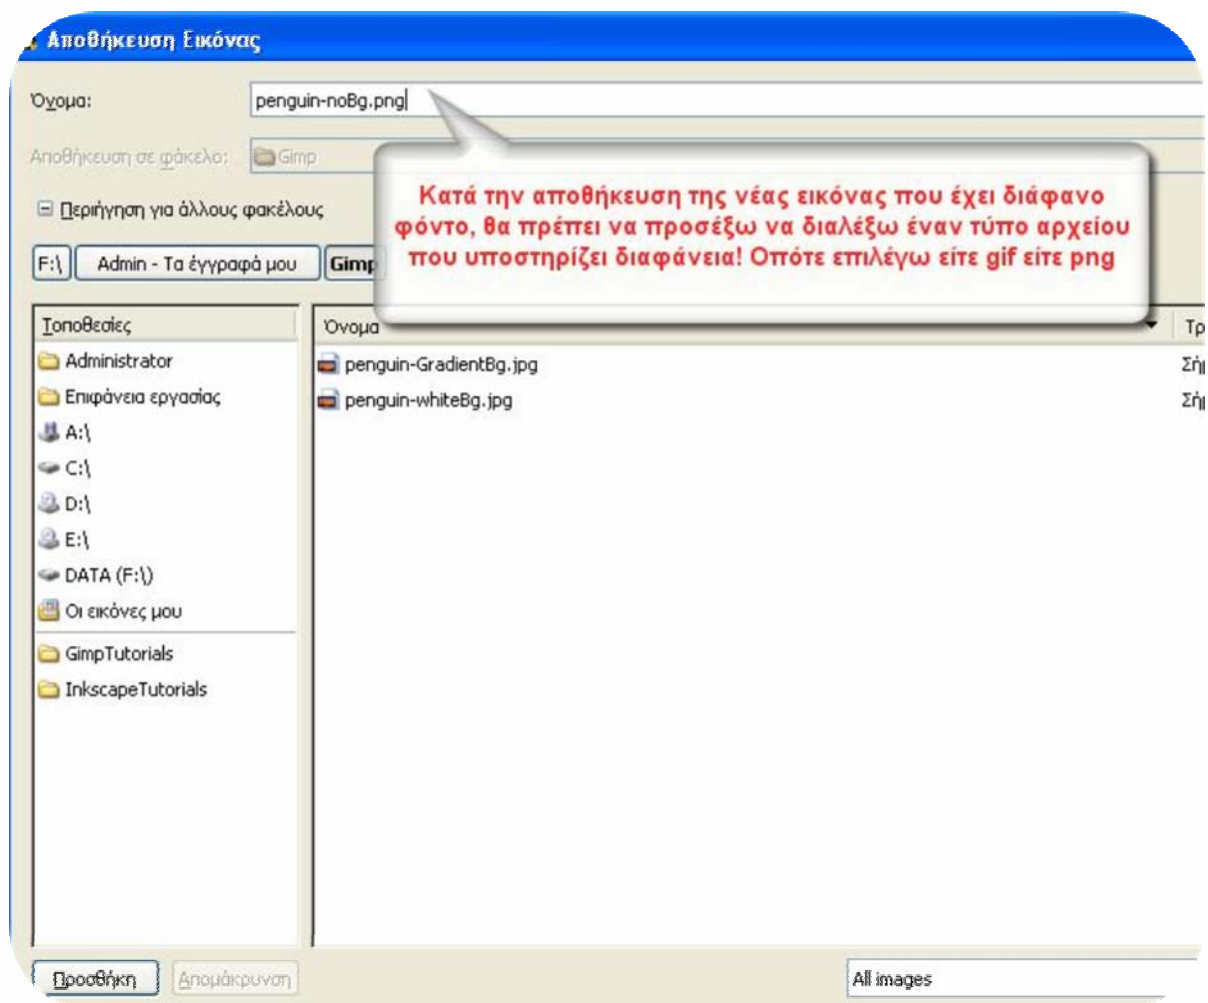 Αποθήκευση Εικόνας
Όνομα:
penguin-noBg.png
Αποθήκευση σε φάκελο:
Gimp
Κατά την αποθήκευση της νέας εικόνας που έχει διάφανο
φόντο, θα πρέπει να προσέξω να διαλέξω έναν τύπο αρχείου
που υποστηρίζει διαφάνεια! Οπότε επιλέγω είτε gif είτε png
Περιήγηση για άλλους φακέλους
F:\
Admin - Τα έγγραφά μου
Gimp
Τοποθεσίες
Administrator
Επιφάνεια εργασίας
A:\
C:\
D:\
E:\
DATA (F:\)
Οι εικόνες μου
GimpTutorials
InkscapeTutorials
Όνομα
penguin-GradientBg.jpg
penguin-whiteBg.jpg
Προσθήκη
Απομάκρυνση
All images